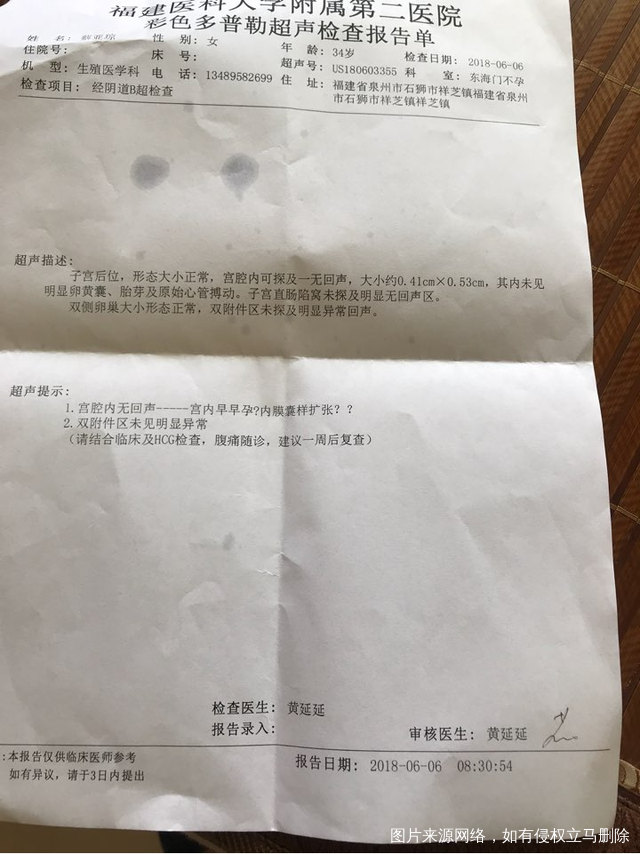 福建医科大学附属第二医院
彩色多普勒超声检查报告单
姓 名: 性 别: 女 年 龄: 34岁 检查日期: 2018-06-06
住院号: 床 号: 超声号: US180603355 科 室: 东海门不孕
机 型: 生殖医学科 电 话: 13489582699 住 址: 福建省泉州市石狮市祥芝镇福建省泉州
市石狮市祥芝镇祥芝镇
检查项目: 经阴道B超检查
超声描述:
子宫后位，形态大小正常，宫腔内可探及一无回声，大小约0.41cm×0.53cm，其内未见
明显卵黄囊、胎芽及原始心管搏动。子宫直肠陷窝未探及明显无回声区。
双侧卵巢大小形态正常，双附件区未探及明显异常回声。
超声提示:
1.宫腔内无回声-----宫内早早孕?内膜囊样扩张？？
2.双附件区未见明显异常
(请结合临床及HCG检查，腹痛随诊，建议一周后复查)
检查医生: 黄延延
报告录入: 审核医生: 黄延延
:本报告仅供临床医师参考
如有异议，请于3日内提出
报告日期: 2018-06-06 08:30:54
图片来源网络，如有侵权立马删除